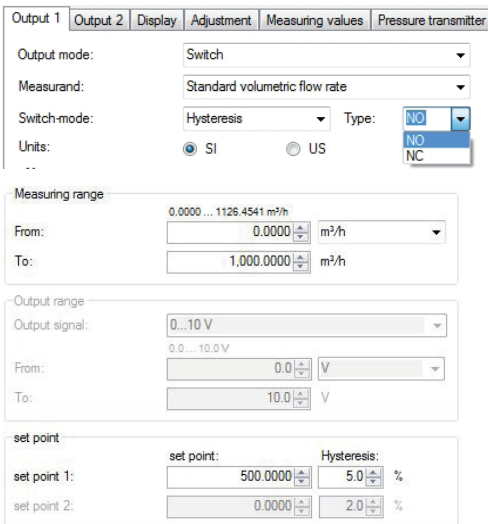 Output 1 Output 2 Display Adjustment Measuring values Pressure transmitter
Output mode: Switch
Measurand: Standard volumetric flow rate
Switch-mode: Hysteresis Type: NO
NO
Units: SI US
NC
Measuring range
0.0000 ... 1126.4541 m³/h
From: 0.0000 m³/h
To: 1,000.0000 m³/h
Output range
Output signal: 0...10 V
0.0 ... 10.0 V
From: 0.0 V
To: 10.0 V
set point
set point: Hysteresis:
set point 1: 500.0000 5.0 %
set point 2: 0.0000 2.0 %